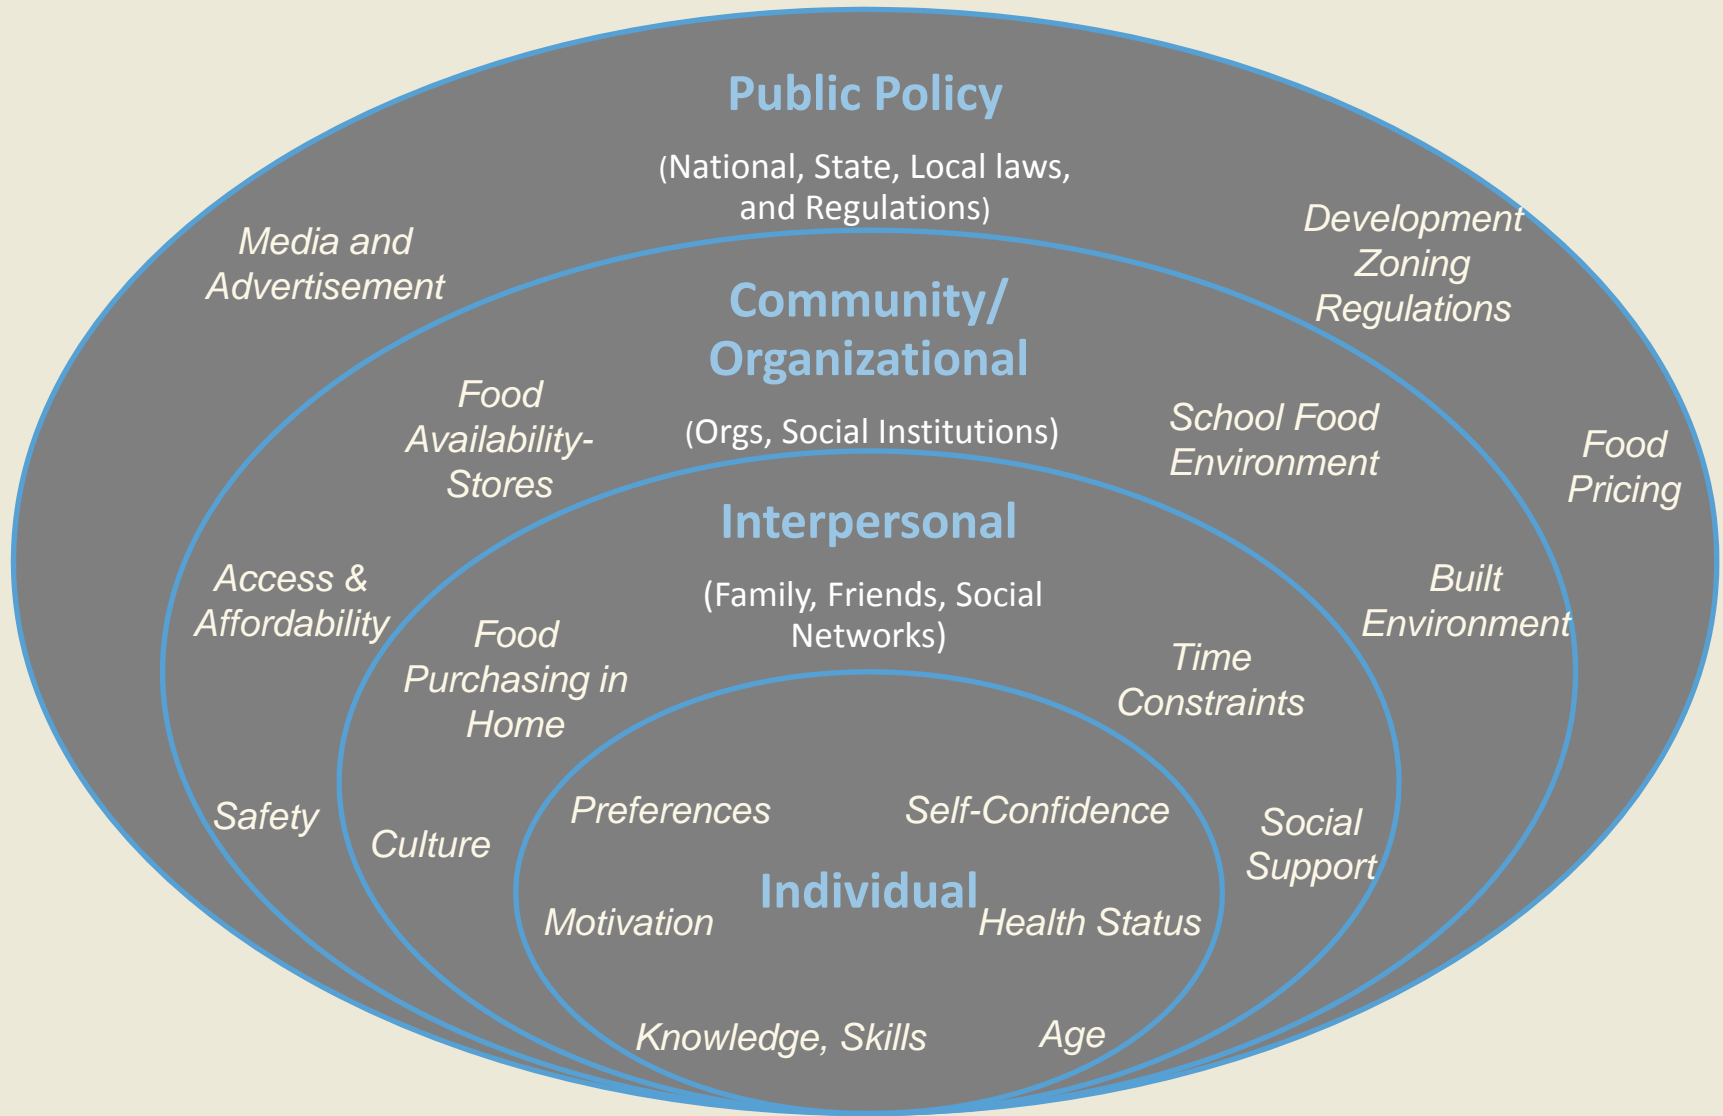 Public Policy
(National, State, Local laws,
and Regulations)
Media and
Advertisement
Development
Zoning
Regulations
Community/
Organizational
(Orgs, Social Institutions)
Food
Availability-
Stores
School Food
Environment
Food
Pricing
Interpersonal
(Family, Friends, Social
Networks)
Access &
Affordability
Built
Environment
Food
Purchasing in
Home
Time
Constraints
Safety
Culture
Preferences
Self-Confidence
Social
Support
Individual
Motivation
Health Status
Knowledge, Skills
Age